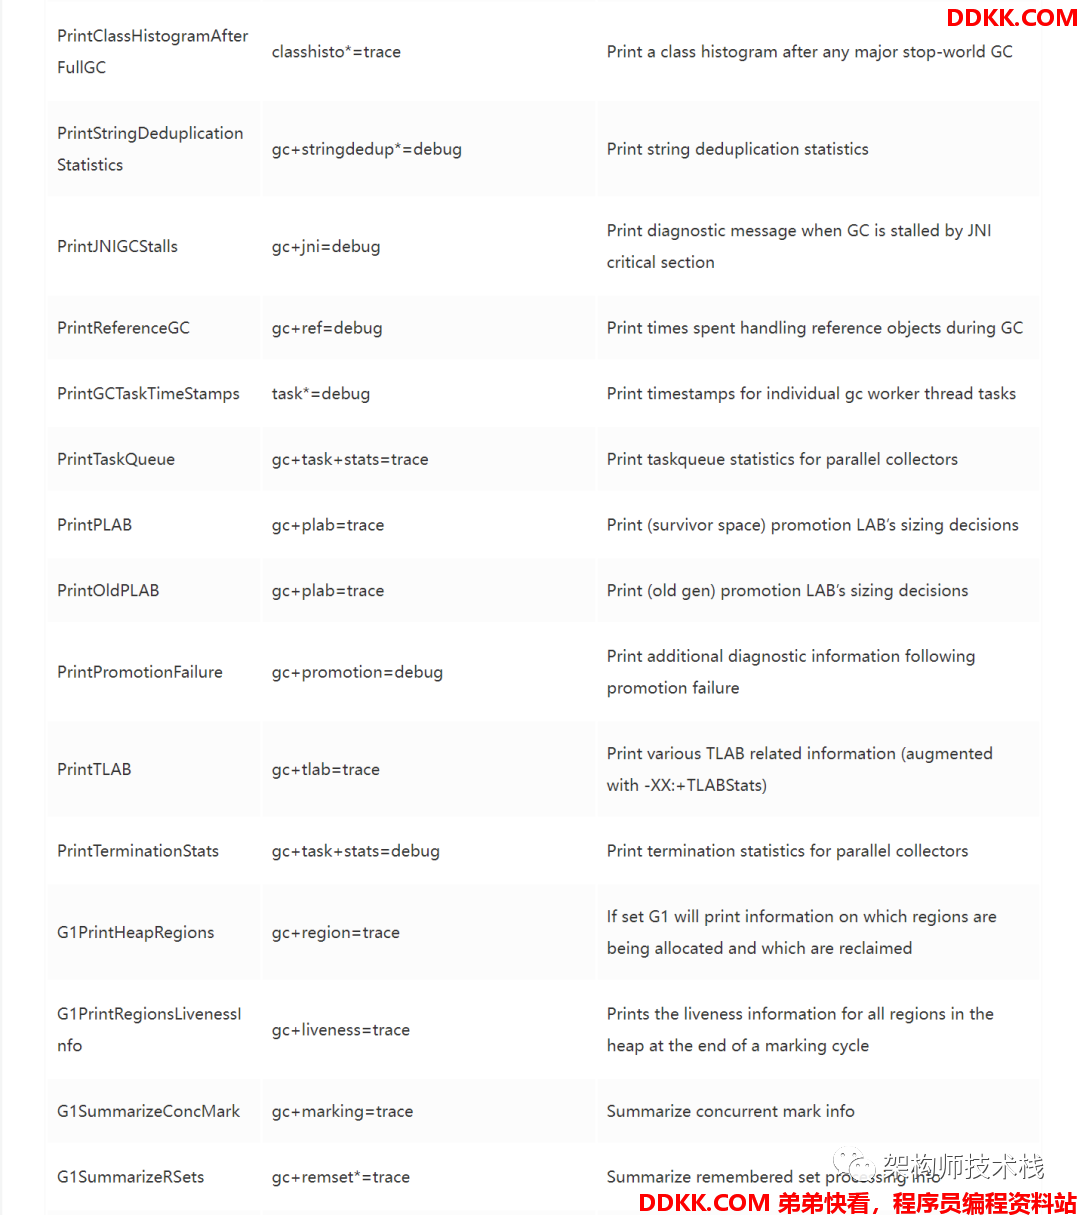 DDKK.COM
PrintClassHistogramAfter
FullGC
classhisto*=trace
Print a class histogram after any major stop-world GC
PrintStringDeduplication
Statistics
gc+stringdedup*=debug
Print string deduplication statistics
PrintJNIGCStalls
gc+jni=debug
Print diagnostic message when GC is stalled by JNI
critical section
PrintReferenceGC
gc+ref=debug
Print times spent handling reference objects during GC
PrintGCTaskTimeStamps
task*=debug
Print timestamps for individual gc worker thread tasks
PrintTaskQueue
gc+task+stats=trace
Print taskqueue statistics for parallel collectors
PrintPLAB
gc+plab=trace
Print (survivor space) promotion LAB’s sizing decisions
PrintOldPLAB
gc+plab=trace
Print (old gen) promotion LAB’s sizing decisions
PrintPromotionFailure
gc+promotion=debug
Print additional diagnostic information following
promotion failure
PrintTLAB
gc+tlab=trace
Print various TLAB related information (augmented
with -XX:+TLABStats)
PrintTerminationStats
gc+task+stats=debug
Print termination statistics for parallel collectors
G1PrintHeapRegions
gc+region=trace
If set G1 will print information on which regions are
being allocated and which are reclaimed
G1PrintRegionsLivenessI
nfo
gc+liveness=trace
Prints the liveness information for all regions in the
heap at the end of a marking cycle
G1SummarizeConcMark
gc+marking=trace
Summarize concurrent mark info
G1SummarizeRSets
gc+remset*=trace
Summarize remembered set processing info
架构师技术栈
DDKK.COM 弟弟快看，程序员编程资料站